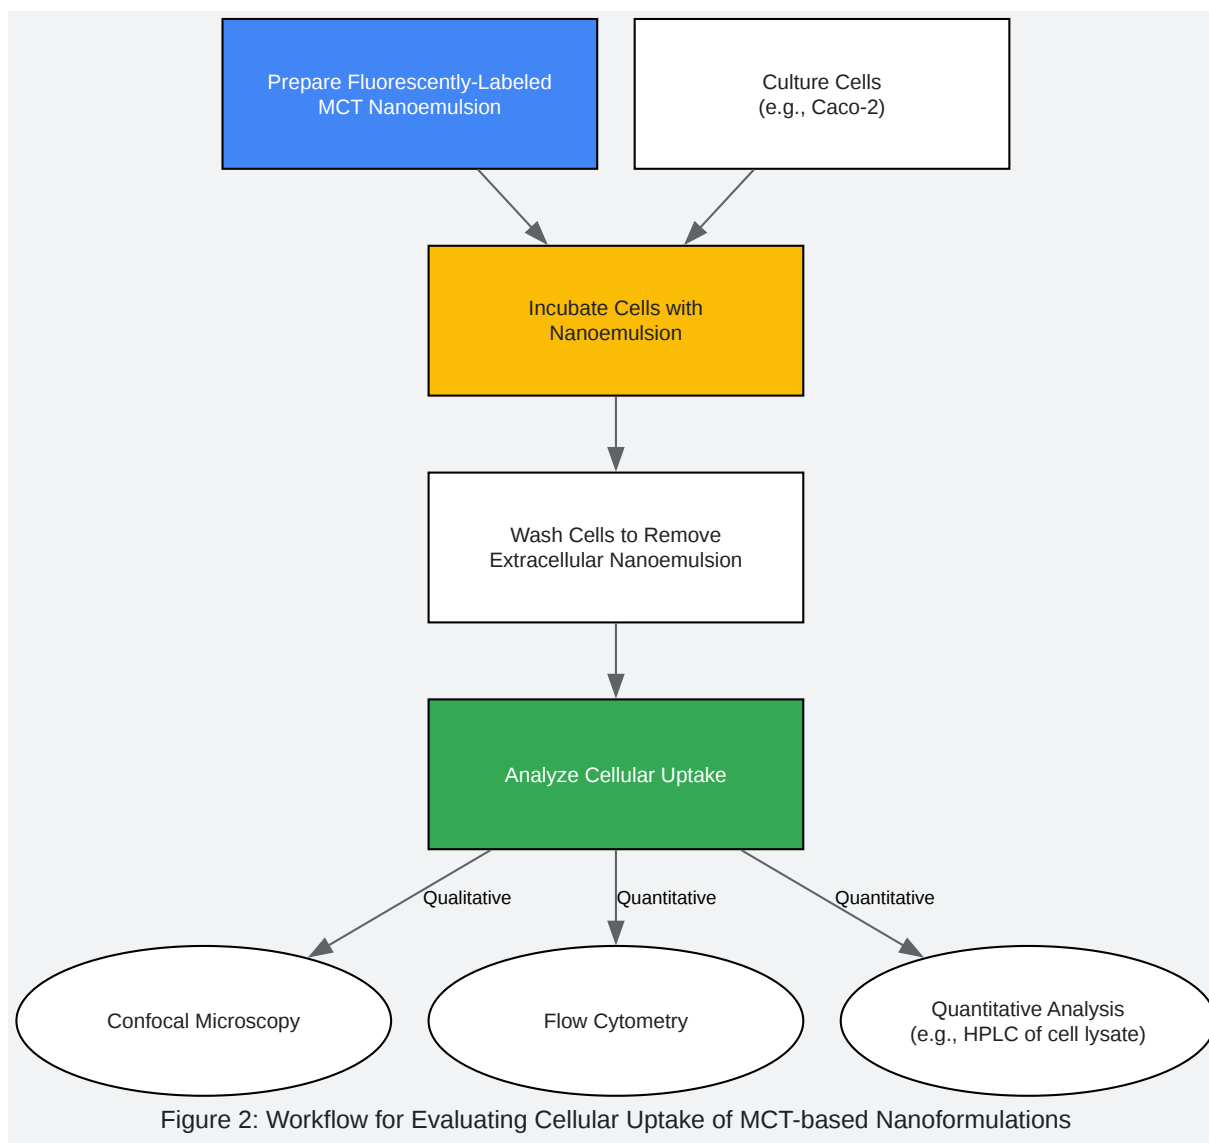 Prepare Fluorescently-Labeled
MCT Nanoemulsion
Culture Cells
(e.g., Caco-2)
Incubate Cells with
Nanoemulsion
Wash Cells to Remove
Extracellular Nanoemulsion
Analyze Cellular Uptake
Qualitative
Quantitative
Quantitative
Confocal Microscopy
Flow Cytometry
Quantitative Analysis
(e.g., HPLC of cell lysate)
Figure 2: Workflow for Evaluating Cellular Uptake of MCT-based Nanoformulations